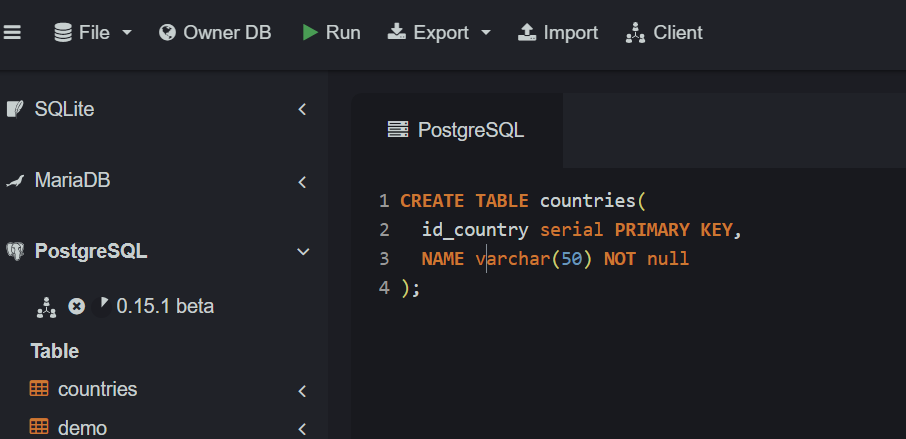 File Owner DB Run Export Import Client
SQLite
MariaDB
PostgreSQL
0.15.1 beta
Table
countries
demo
PostgreSQL
1 CREATE TABLE countries(
2 id_country serial PRIMARY KEY,
3 NAME varchar(50) NOT null
4 );